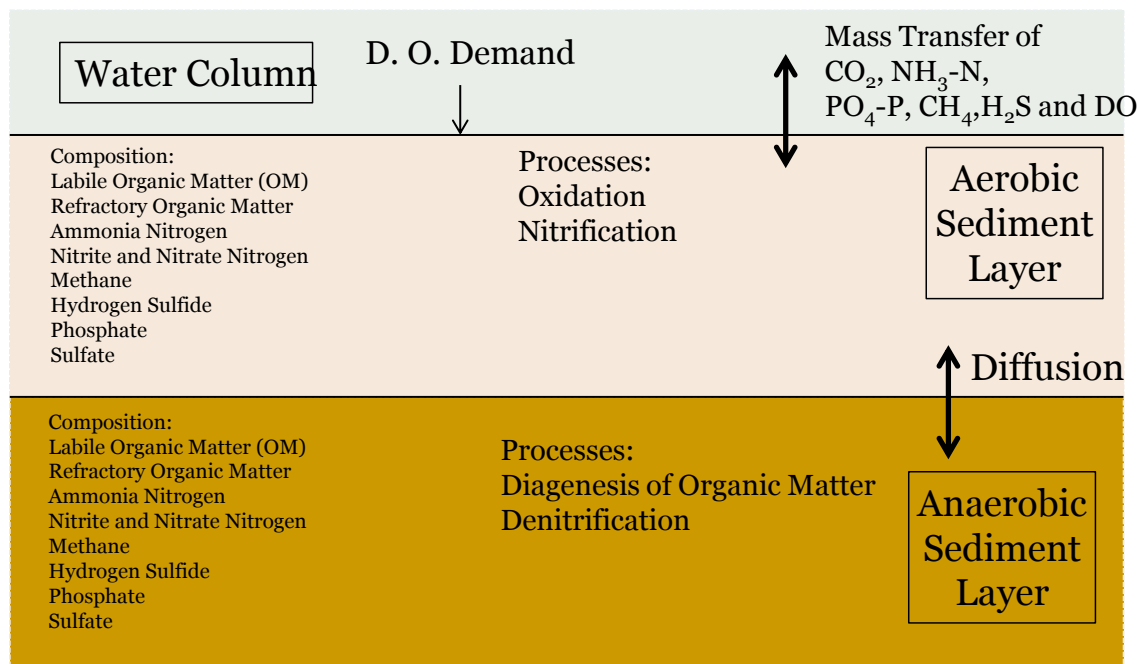 Water Column
D. O. Demand
Mass Transfer of
CO₂, NH₃-N,
PO₄-P, CH₄,H₂S and DO
Composition:
Labile Organic Matter (OM)
Refractory Organic Matter
Ammonia Nitrogen
Nitrite and Nitrate Nitrogen
Methane
Hydrogen Sulfide
Phosphate
Sulfate
Processes:
Oxidation
Nitrification
Aerobic
Sediment
Layer
Diffusion
Composition:
Labile Organic Matter (OM)
Refractory Organic Matter
Ammonia Nitrogen
Nitrite and Nitrate Nitrogen
Methane
Hydrogen Sulfide
Phosphate
Sulfate
Processes:
Diagenesis of Organic Matter
Denitrification
Anaerobic
Sediment
Layer